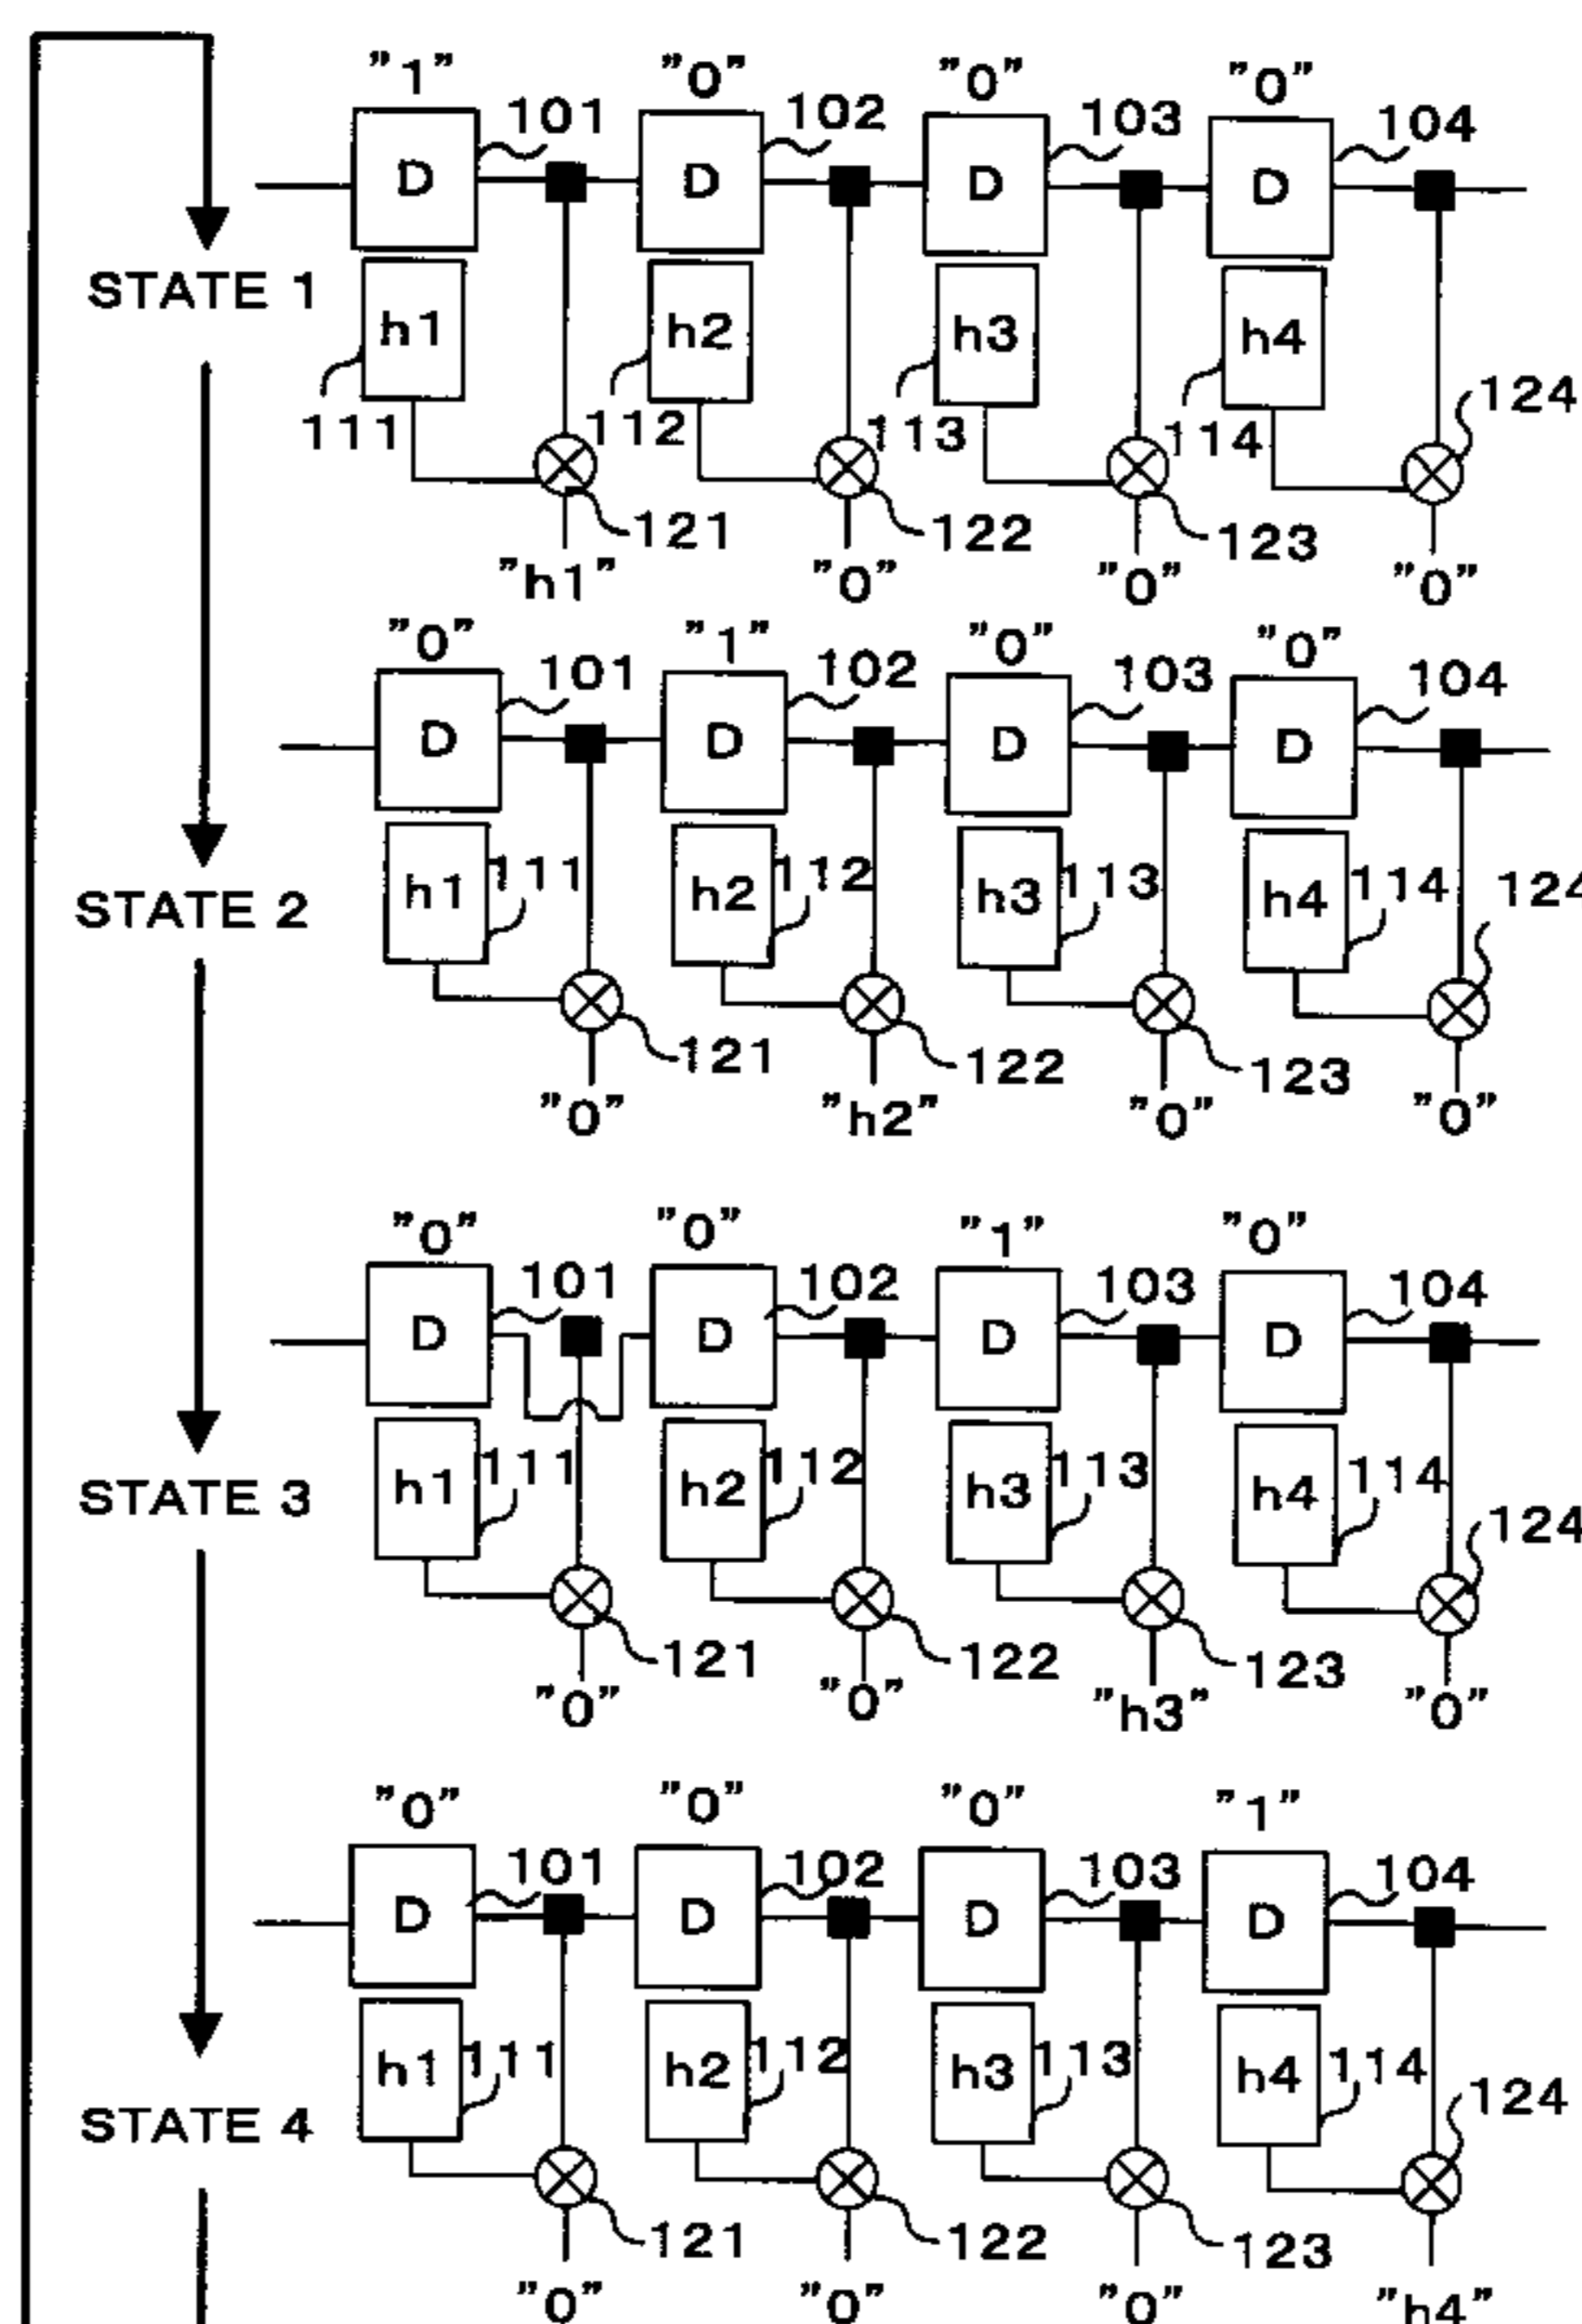 "1" "0" "0" "0"
101 102 103 104
D D D D
STATE 1
h1 h2 h3 h4
111 112 113 114 124
121 122 123
"h1" "0" "0" "0"
"0" "1" "0" "0"
101 102 103 104
D D D D
STATE 2
h1 111 h2 112 h3 113 h4 114 124
121 122 123
"0" "h2" "0" "0"
"0" "0" "1" "0"
101 102 103 104
D D D D
STATE 3
h1 111 h2 112 h3 113 h4 114
124
121 122 123
"0" "0" "h3" "0"
"0" "0" "0" "1"
101 102 103 104
D D D D
STATE 4
h1 111 h2 112 h3 113 h4 114
124
121 122 123
"0" "0" "0" "h4"